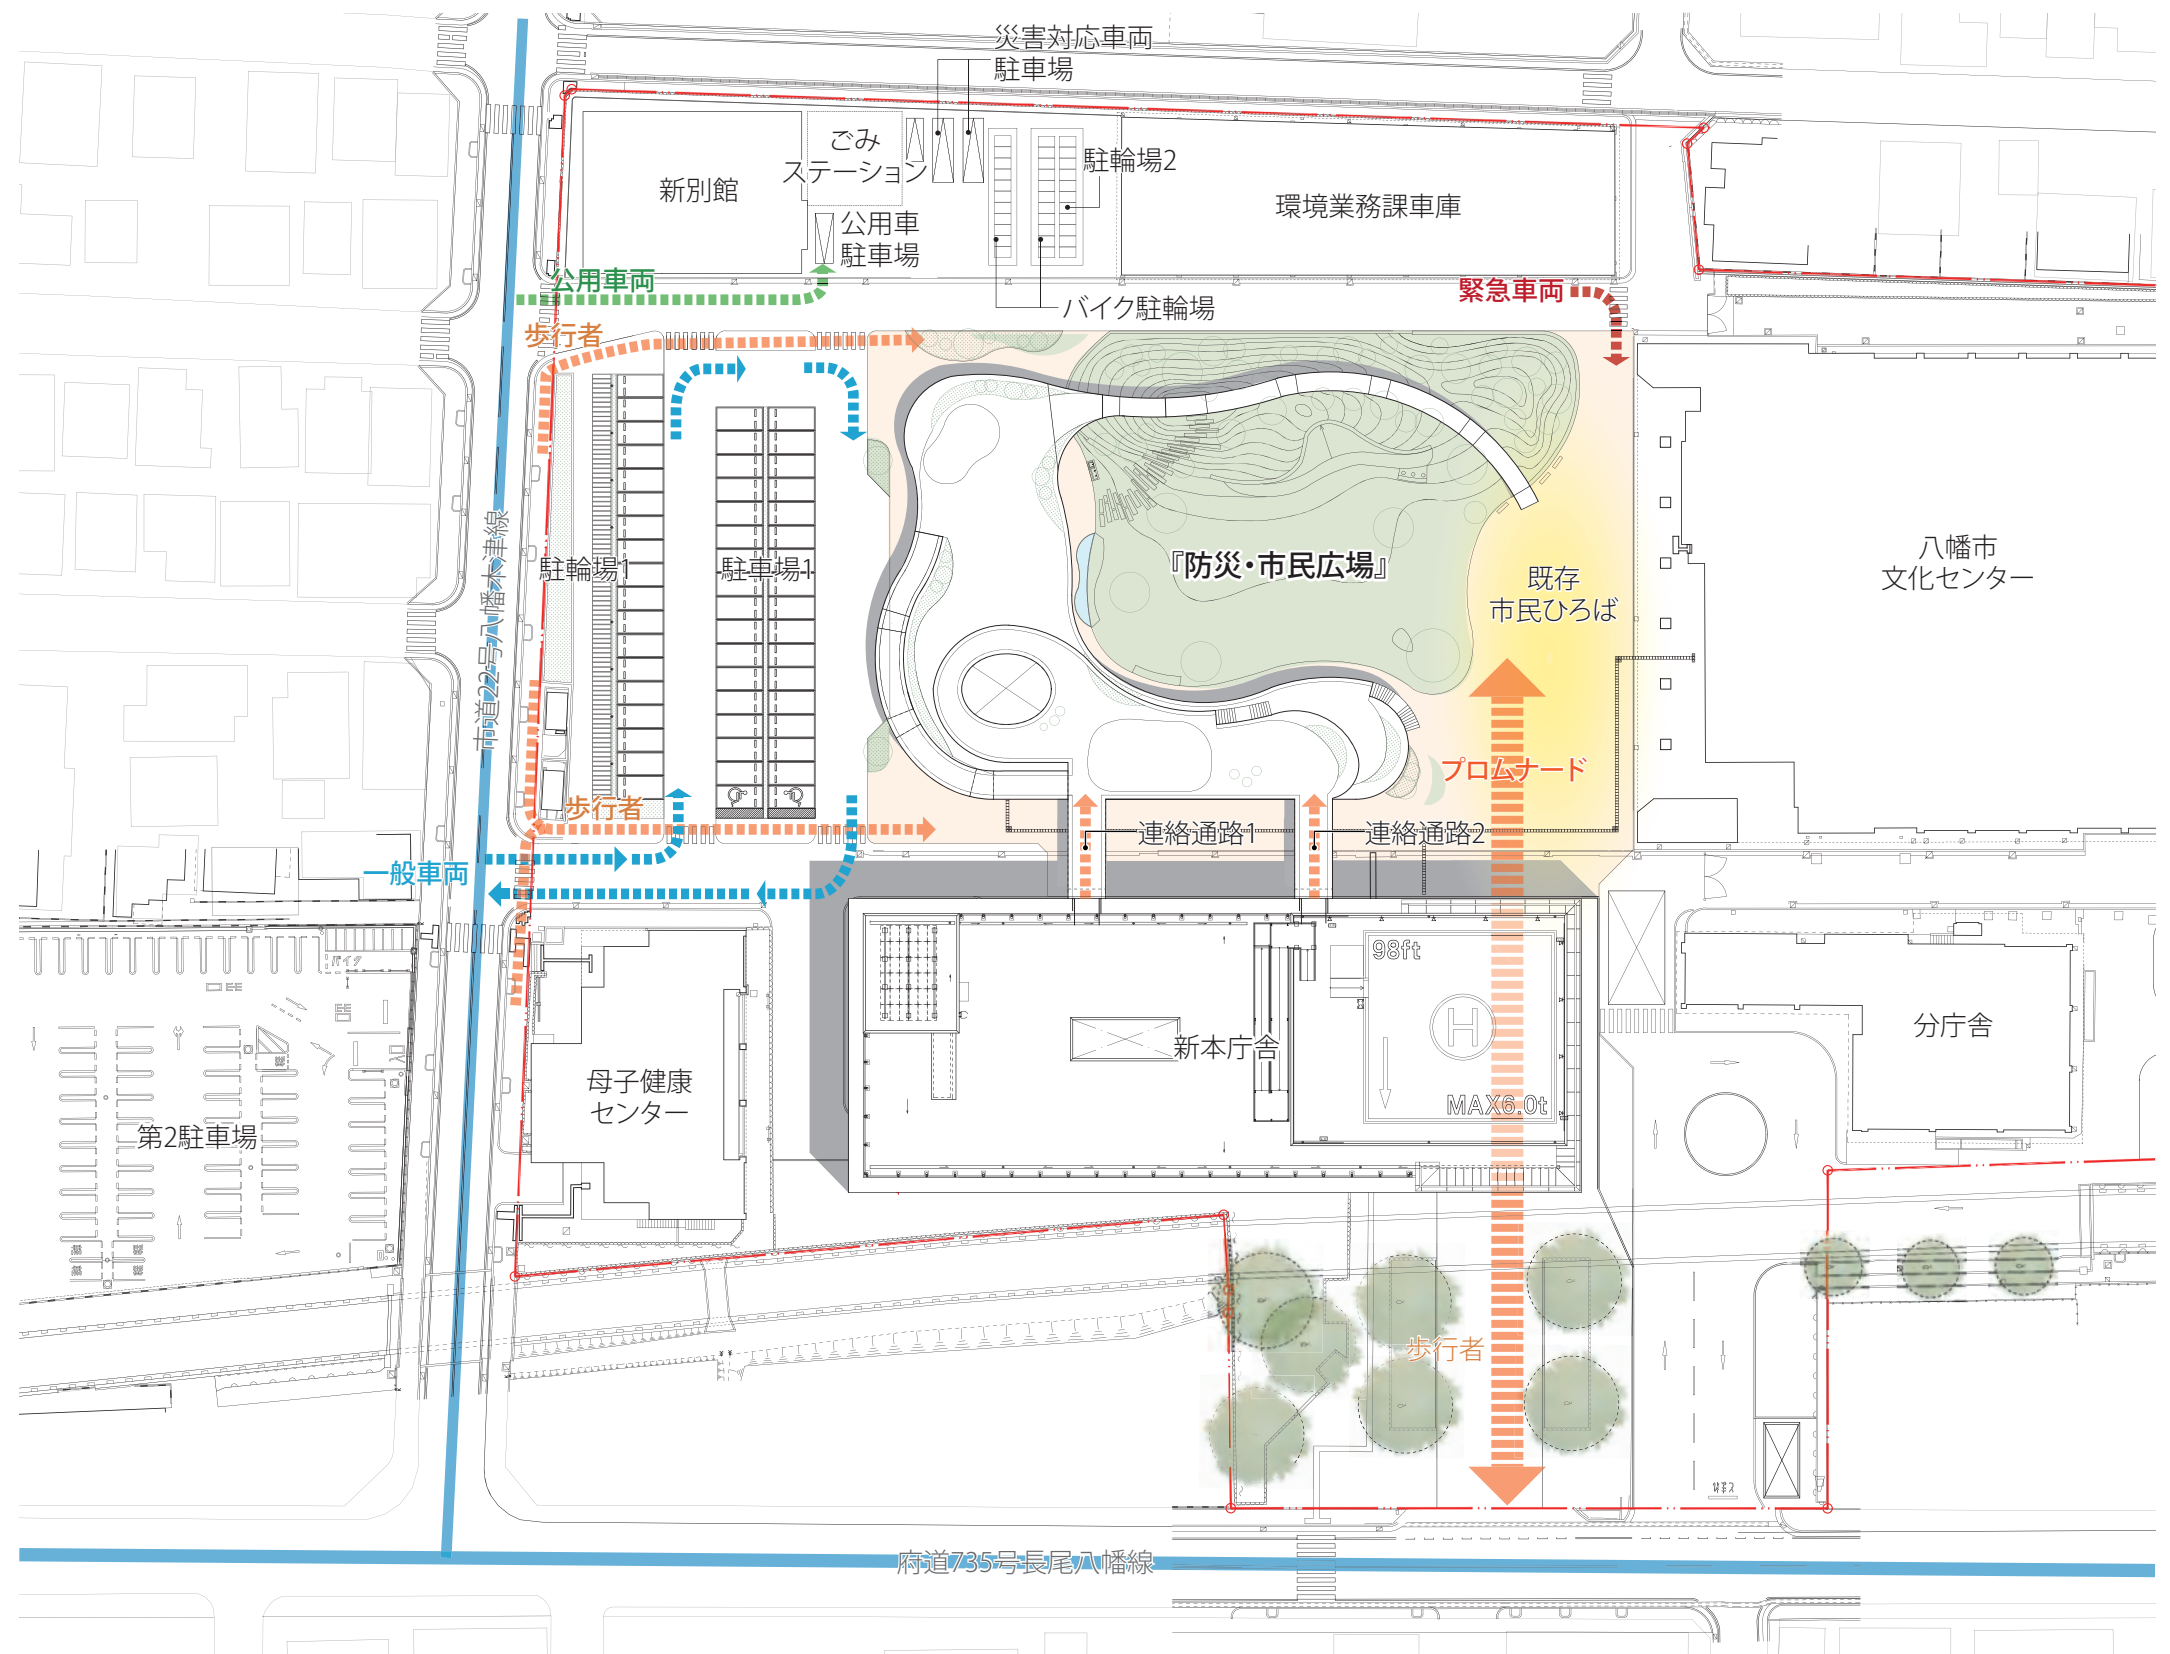 災害対応車両
駐車場
ごみ
ステーション
駐輪場2
新別館
環境業務課車庫
公用車
駐車場
公用車両
緊急車両
バイク駐輪場
歩行者
市道22号八幡木津線
駐輪場1
駐車場1
『防災・市民広場』
既存
市民ひろば
八幡市
文化センター
プロムナード
歩行者
連絡通路1
連絡通路2
一般車両
98ft
バイク
H
新本庁舎
分庁舎
母子健康
センター
MAX6.0t
第2駐車場
歩行者
府道735号長尾八幡線